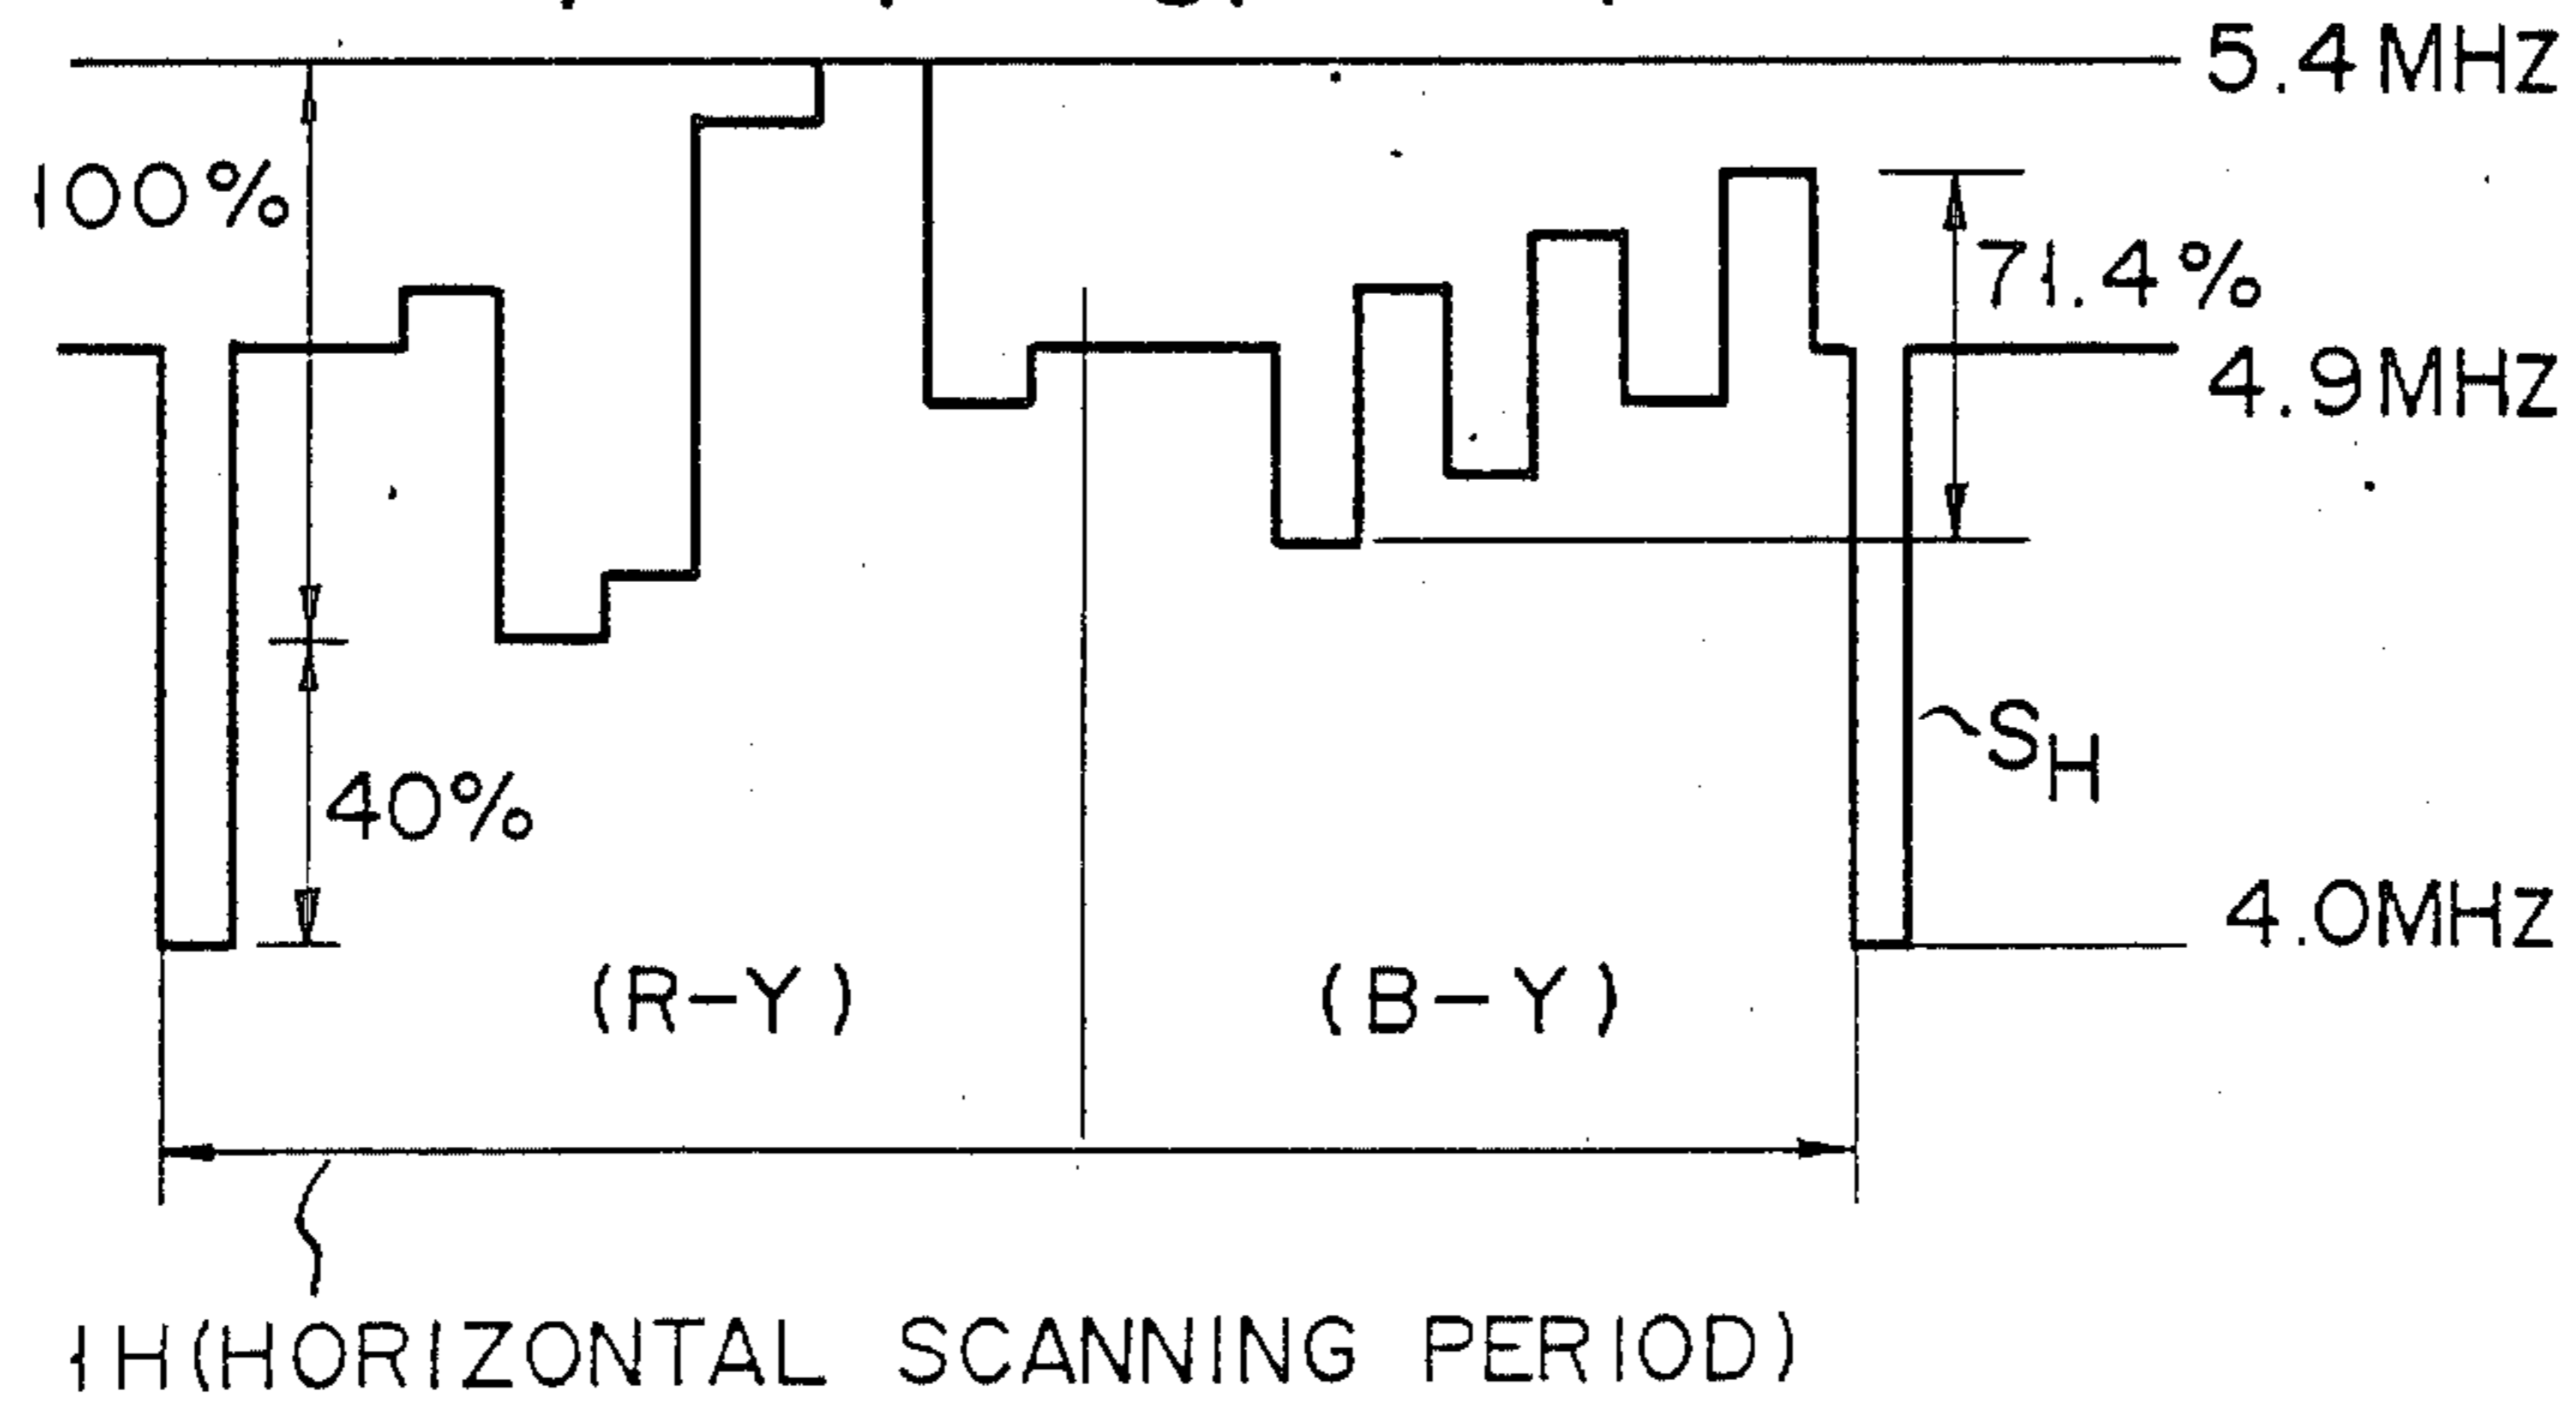 5.4MHZ
100%
71.4%
4.9MHZ
SH
40%
4.0MHZ
(R-Y)
(B-Y)
1H(HORIZONTAL SCANNING PERIOD)